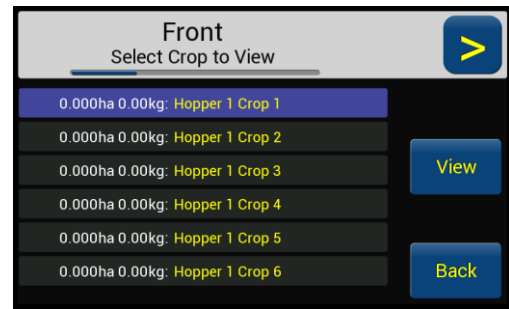 Front
Select Crop to View
>
0.000ha 0.00kg: Hopper 1 Crop 1
0.000ha 0.00kg: Hopper 1 Crop 2
0.000ha 0.00kg: Hopper 1 Crop 3
0.000ha 0.00kg: Hopper 1 Crop 4
0.000ha 0.00kg: Hopper 1 Crop 5
0.000ha 0.00kg: Hopper 1 Crop 6
View
Back